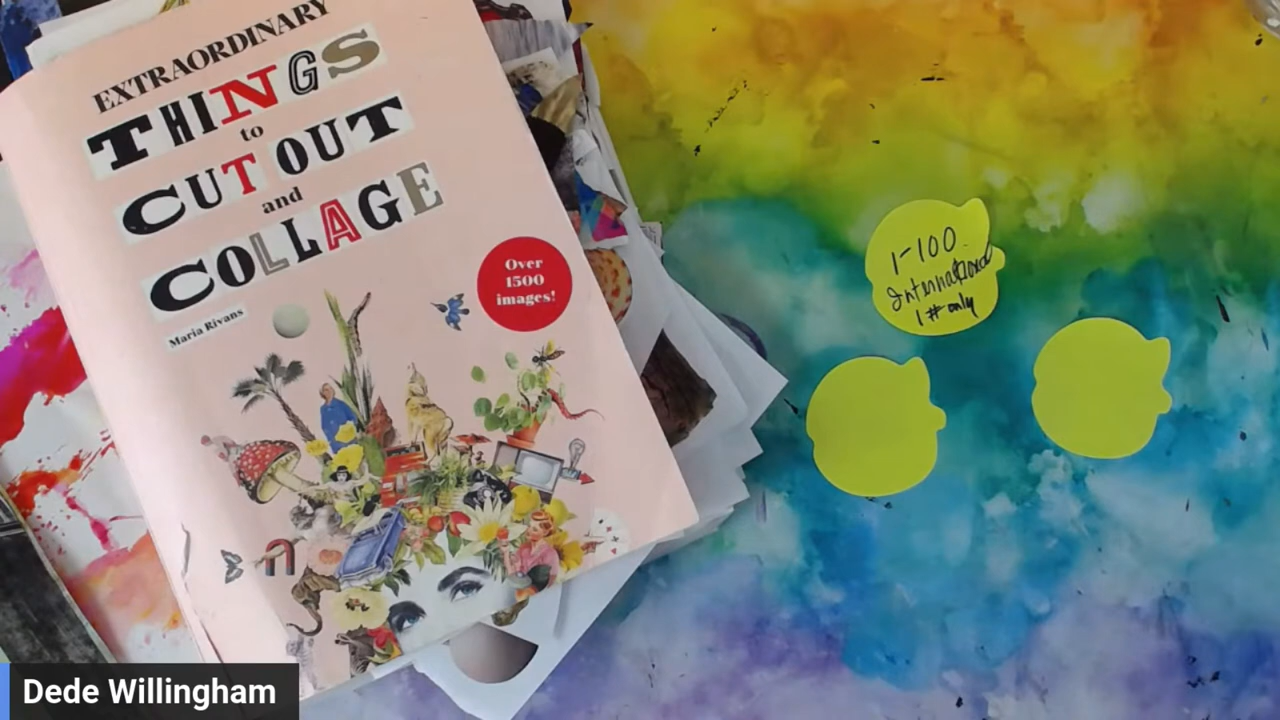 EXTRAORDINARY
THINGS
to
CUT OUT
and
COLLAGE
Maria Rivans
Over
1500
images!
1-100
International
1 # only
Dede Willingham